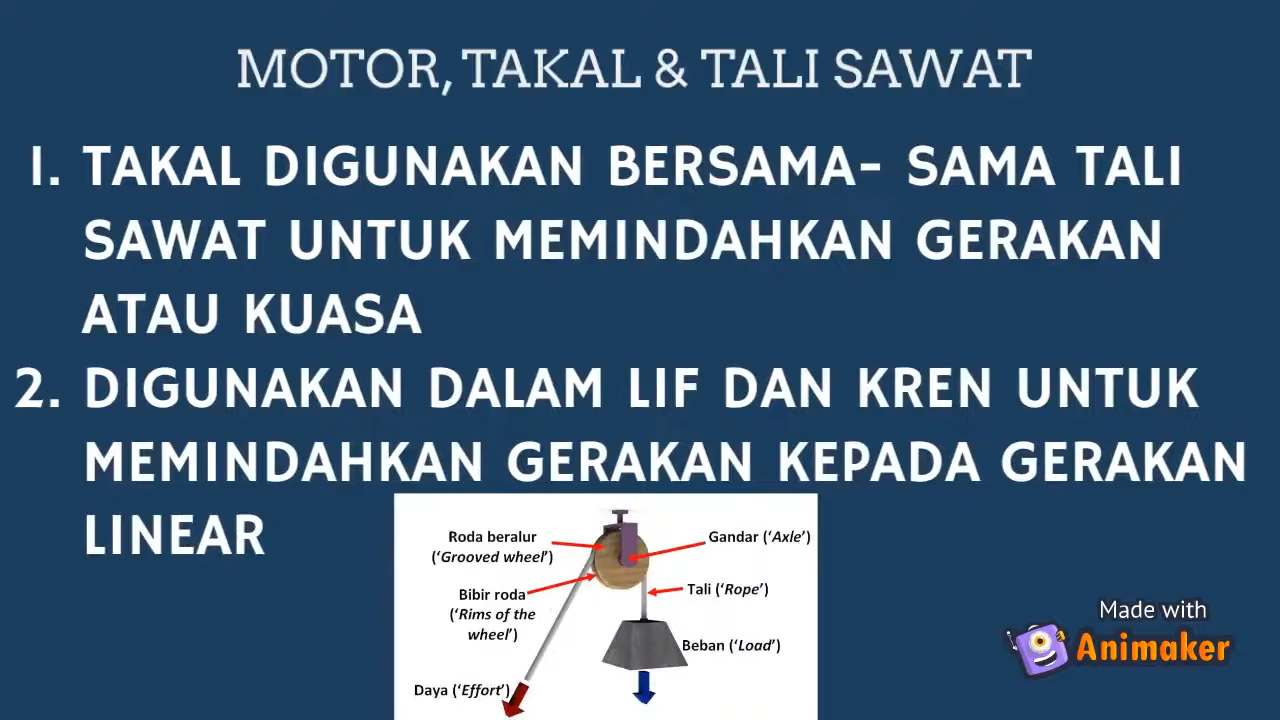 MOTOR, TAKAL & TALI SAWAT
1. TAKAL DIGUNAKAN BERSAMA- SAMA TALI
SAWAT UNTUK MEMINDAHKAN GERAKAN
ATAU KUASA
2. DIGUNAKAN DALAM LIF DAN KREN UNTUK
MEMINDAHKAN GERAKAN KEPADA GERAKAN
LINEAR
Roda beralur
('Grooved wheel')
Gandar ('Axle')
Bibir roda
('Rims of the
wheel')
Tali ('Rope')
Beban ('Load')
Daya ('Effort')
Made with
Animaker